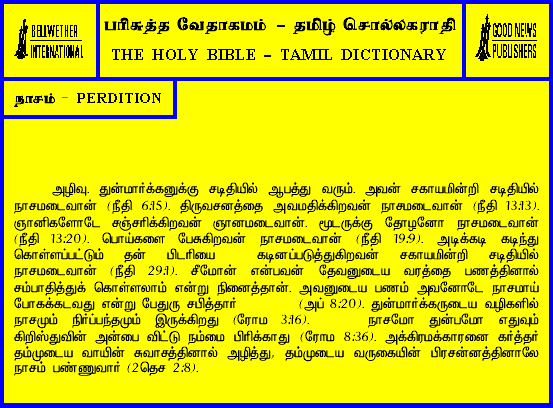 BELLWETHER
INTERNATIONAL
பரிசுத்த வேதாகமம் - தமிழ் சொல்லகராதி
THE HOLY BIBLE - TAMIL DICTIONARY
GOOD NEWS
PUBLISHERS
நாசம் - PERDITION
அழிவு. துன்மார்க்கனுக்கு சடிதியில் ஆபத்து வரும். அவன் சகாயமின்றி சடிதியில்
நாசமடைவான் (நீதி 6:15). திருவசனத்தை அவமதிக்கிறவன் நாசமடைவான் (நீதி 13:13).
ஞானிகளோடே சஞ்சரிக்கிறவன் ஞானமடைவான். மூடருக்கு தோழனோ நாசமடைவான்
(நீதி 13:20). பொய்களை பேசுகிறவன் நாசமடைவான் (நீதி 19:9). அடிக்கடி கடிந்து
கொள்ளப்பட்டும் தன் பிடரியை கடினப்படுத்துகிறவன் சகாயமின்றி சடிதியில்
நாசமடைவான் (நீதி 29:1). சீமோன் என்பவன் தேவனுடைய வரத்தை பணத்தினால்
சம்பாதித்துக் கொள்ளலாம் என்று நினைத்தான். அவனுடைய பணம் அவனோடே நாசமாய்
போகக்கடவது என்று பேதுரு சபித்தார் (அப் 8:20). துன்மார்க்கருடைய வழிகளில்
நாசமும் நிர்ப்பந்தமும் இருக்கிறது (ரோம 3:16). நாசமோ துன்பமோ எதுவும்
கிறிஸ்துவின் அன்பை விட்டு நம்மை பிரிக்காது (ரோம 8:36). அக்கிரமக்காரனை கர்த்தர்
தம்முடைய வாயின் சுவாசத்தினால் அழித்து, தம்முடைய வருகையின் பிரசன்னத்தினாலே
நாசம் பண்ணுவார் (2தெச 2:8).